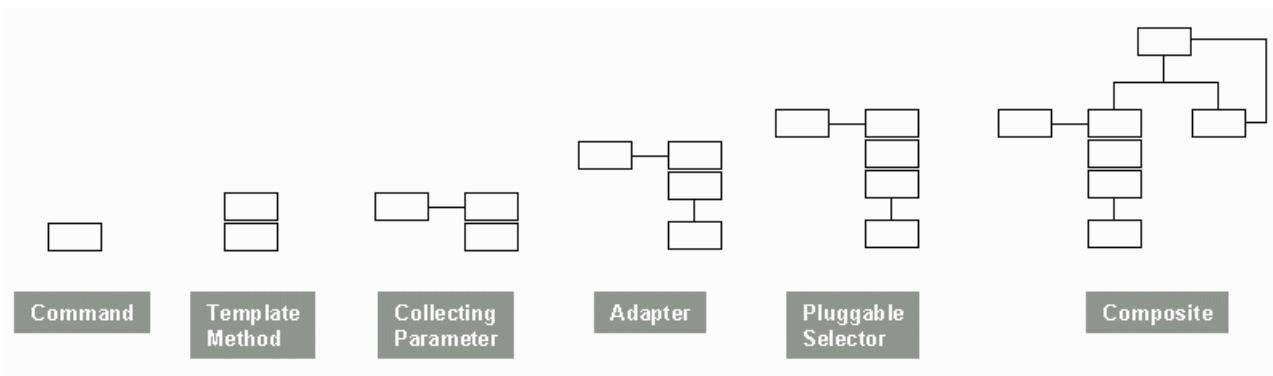 Command
Template
Method
Collecting
Parameter
Adapter
Pluggable
Selector
Composite